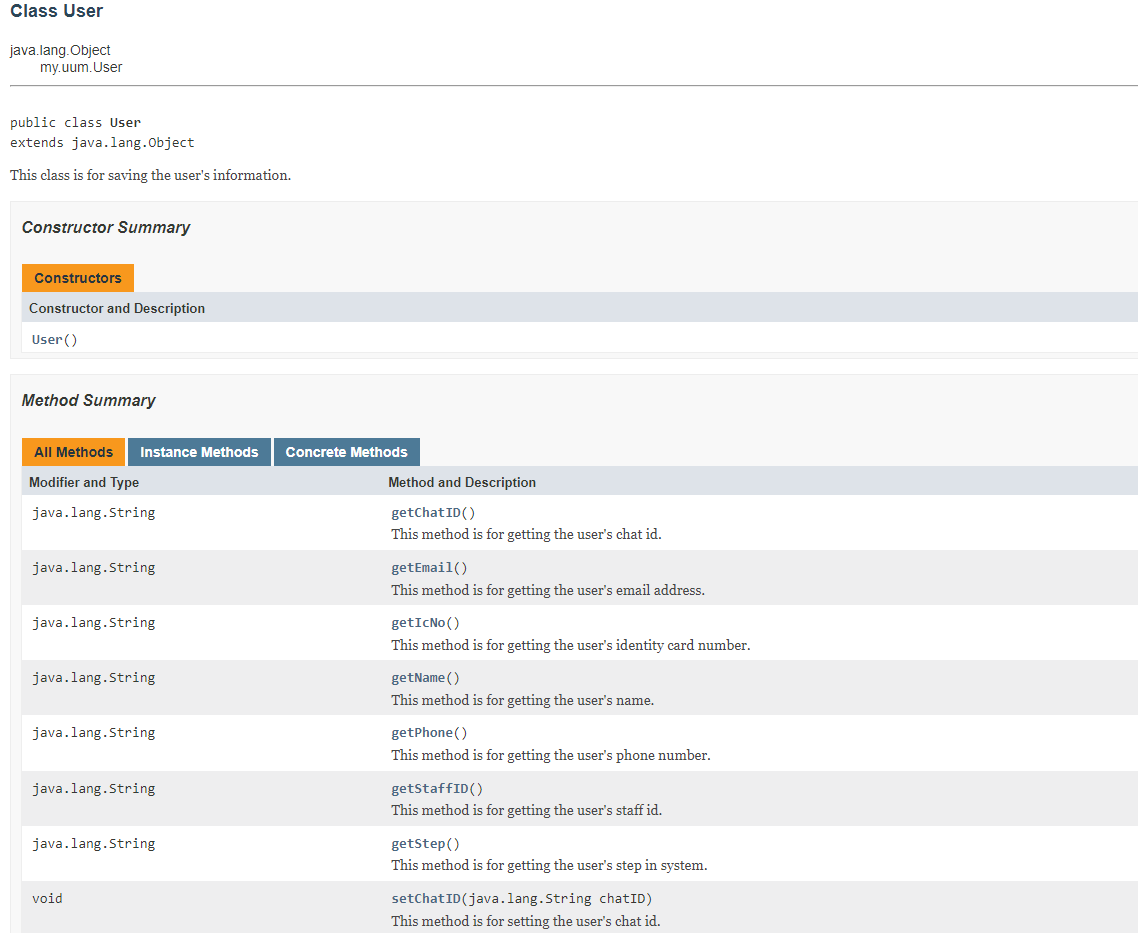 Class User
java.lang.Object
my.uum.User
public class User
extends java.lang.Object
This class is for saving the user's information.
Constructor Summary
Constructors
Constructor and Description
User()
Method Summary
All Methods Instance Methods Concrete Methods
Modifier and Type Method and Description
java.lang.String getChatID()
This method is for getting the user's chat id.
java.lang.String getEmail()
This method is for getting the user's email address.
java.lang.String getIcNo()
This method is for getting the user's identity card number.
java.lang.String getName()
This method is for getting the user's name.
java.lang.String getPhone()
This method is for getting the user's phone number.
java.lang.String getStaffID()
This method is for getting the user's staff id.
java.lang.String getStep()
This method is for getting the user's step in system.
void setChatID(java.lang.String chatID)
This method is for setting the user's chat id.